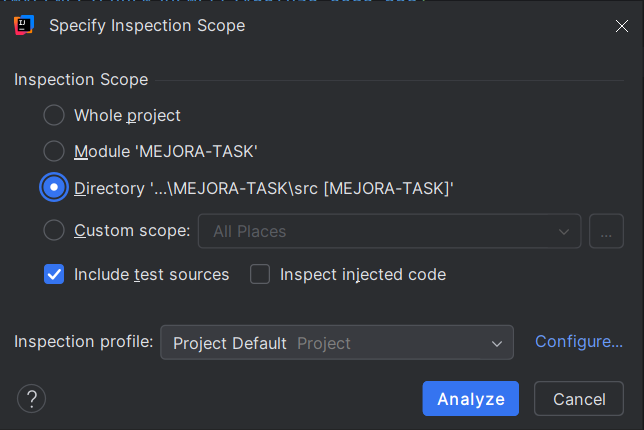 Specify Inspection Scope
Inspection Scope
Whole project
Module 'MEJORA-TASK'
Directory '...\MEJORA-TASK\src [MEJORA-TASK]'
Custom scope: All Places ...
Include test sources Inspect injected code
Inspection profile: Project Default Project Configure...
? Analyze Cancel